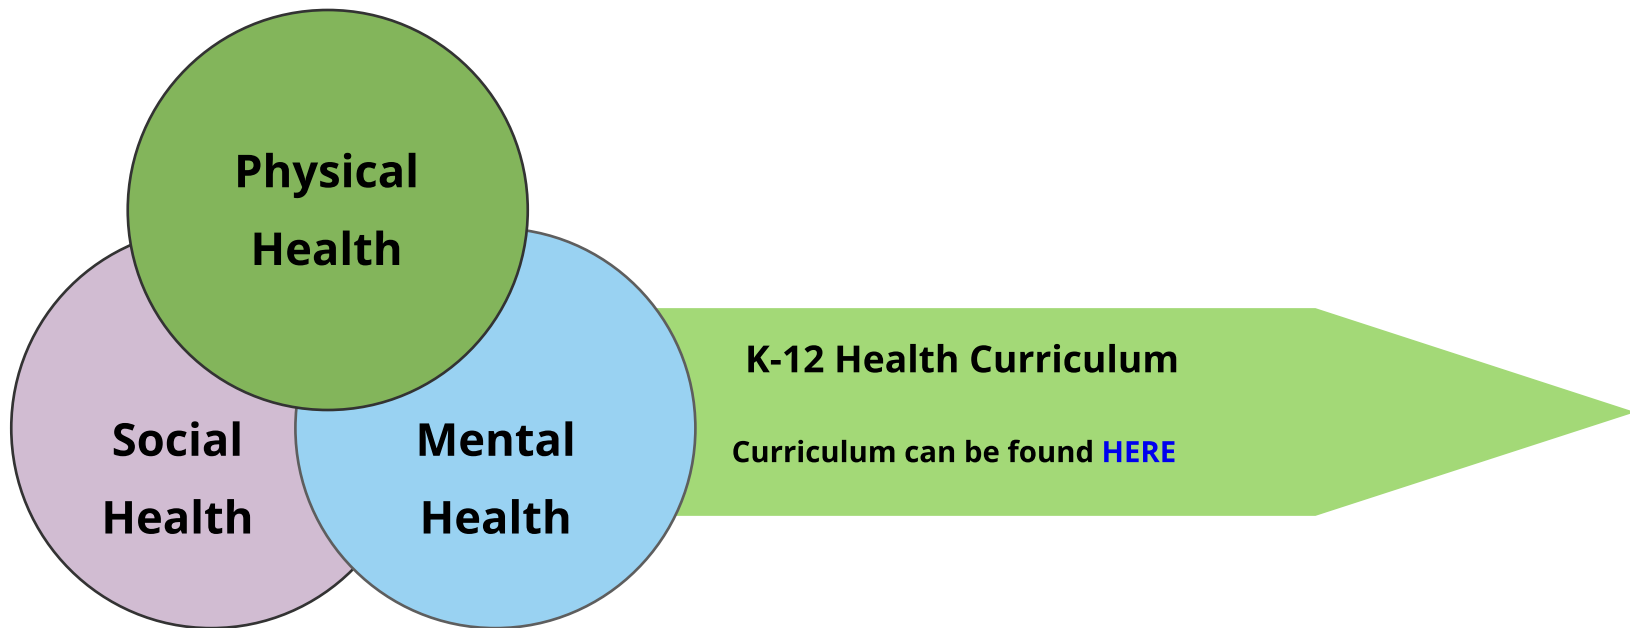 Physical
Health
Social
Health
Mental
Health
K-12 Health Curriculum
Curriculum can be found HERE